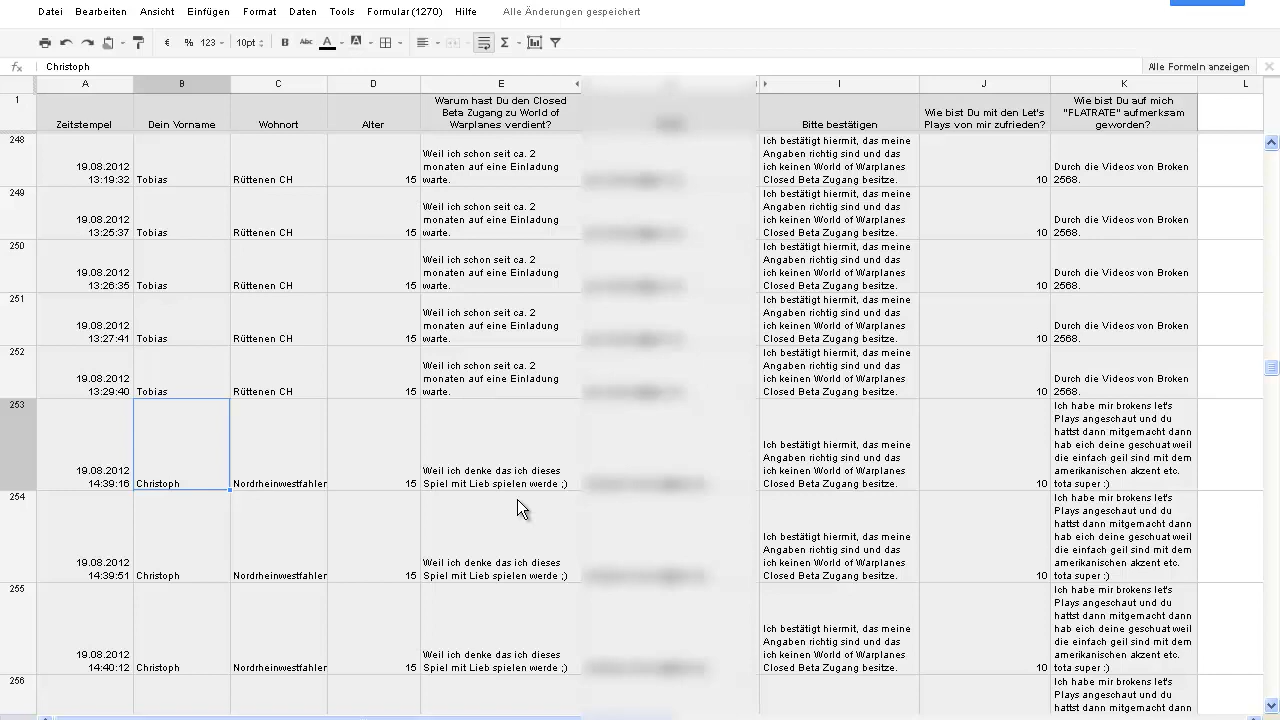 Datei Bearbeiten Ansicht Einfügen Format Daten Tools Formular (1270) Hilfe Alle Änderungen gespeichert
€ % 123 10pt B Abc A A Σ
fx Christoph Alle Formeln anzeigen
A B C D E I J K L
1
Zeitstempel
Dein Vorname
Wohnort
Alter
Warum hast Du den Closed
Beta Zugang zu World of
Warplanes verdient?
Bitte bestätigen
Wie bist Du mit den Let's
Plays von mir zufrieden?
Wie bist Du auf mich
"FLATRATE" aufmerksam
geworden?
248
19.08.2012
13:19:32
Tobias
Rüttenen CH
15
Weil ich schon seit ca. 2
monaten auf eine Einladung
warte.
Ich bestätigt hiermit, das meine
Angaben richtig sind und das
ich keinen World of Warplanes
Closed Beta Zugang besitze.
10
Durch die Videos von Broken
2568.
249
19.08.2012
13:25:37
Tobias
Rüttenen CH
15
Weil ich schon seit ca. 2
monaten auf eine Einladung
warte.
Ich bestätigt hiermit, das meine
Angaben richtig sind und das
ich keinen World of Warplanes
Closed Beta Zugang besitze.
10
Durch die Videos von Broken
2568.
250
19.08.2012
13:26:35
Tobias
Rüttenen CH
15
Weil ich schon seit ca. 2
monaten auf eine Einladung
warte.
Ich bestätigt hiermit, das meine
Angaben richtig sind und das
ich keinen World of Warplanes
Closed Beta Zugang besitze.
10
Durch die Videos von Broken
2568.
251
19.08.2012
13:27:41
Tobias
Rüttenen CH
15
Weil ich schon seit ca. 2
monaten auf eine Einladung
warte.
Ich bestätigt hiermit, das meine
Angaben richtig sind und das
ich keinen World of Warplanes
Closed Beta Zugang besitze.
10
Durch die Videos von Broken
2568.
252
19.08.2012
13:29:40
Tobias
Rüttenen CH
15
Weil ich schon seit ca. 2
monaten auf eine Einladung
warte.
Ich bestätigt hiermit, das meine
Angaben richtig sind und das
ich keinen World of Warplanes
Closed Beta Zugang besitze.
10
Durch die Videos von Broken
2568.
253
19.08.2012
14:39:16
Christoph
Nordrheinwestfahler
15
Weil ich denke das ich dieses
Spiel mit Lieb spielen werde ;)
Ich bestätigt hiermit, das meine
Angaben richtig sind und das
ich keinen World of Warplanes
Closed Beta Zugang besitze.
10
Ich habe mir brokens let's
Plays angeschaut und du
hattst dann mitgemacht dann
hab eich deine geschuat weil
die einfach geil sind mit dem
amerikanischen akzent etc.
tota super :)
254
19.08.2012
14:39:51
Christoph
Nordrheinwestfahler
15
Weil ich denke das ich dieses
Spiel mit Lieb spielen werde ;)
Ich bestätigt hiermit, das meine
Angaben richtig sind und das
ich keinen World of Warplanes
Closed Beta Zugang besitze.
10
Ich habe mir brokens let's
Plays angeschaut und du
hattst dann mitgemacht dann
hab eich deine geschuat weil
die einfach geil sind mit dem
amerikanischen akzent etc.
tota super :)
255
19.08.2012
14:40:12
Christoph
Nordrheinwestfahler
15
Weil ich denke das ich dieses
Spiel mit Lieb spielen werde ;)
Ich bestätigt hiermit, das meine
Angaben richtig sind und das
ich keinen World of Warplanes
Closed Beta Zugang besitze.
10
Ich habe mir brokens let's
Plays angeschaut und du
hattst dann mitgemacht dann
hab eich deine geschuat weil
die einfach geil sind mit dem
amerikanischen akzent etc.
tota super :)
256
Ich habe mir brokens let's
Plays angeschaut und du
hattst dann mitgemacht dann